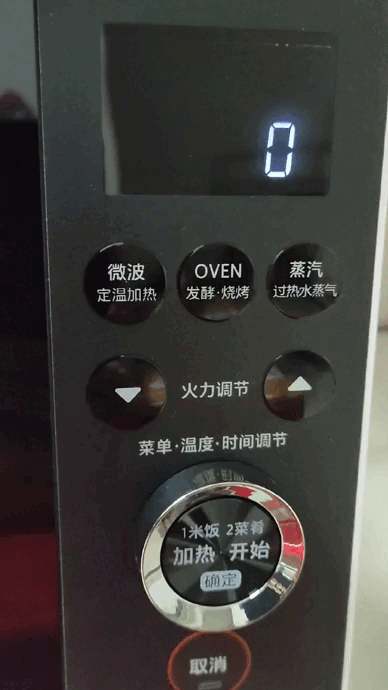 0
微波 OVEN 蒸汽
定温加热 发酵·烧烤 过热水蒸气
火力调节
菜单·温度·时间调节
1米饭 2菜肴
加热·开始
确定
取消